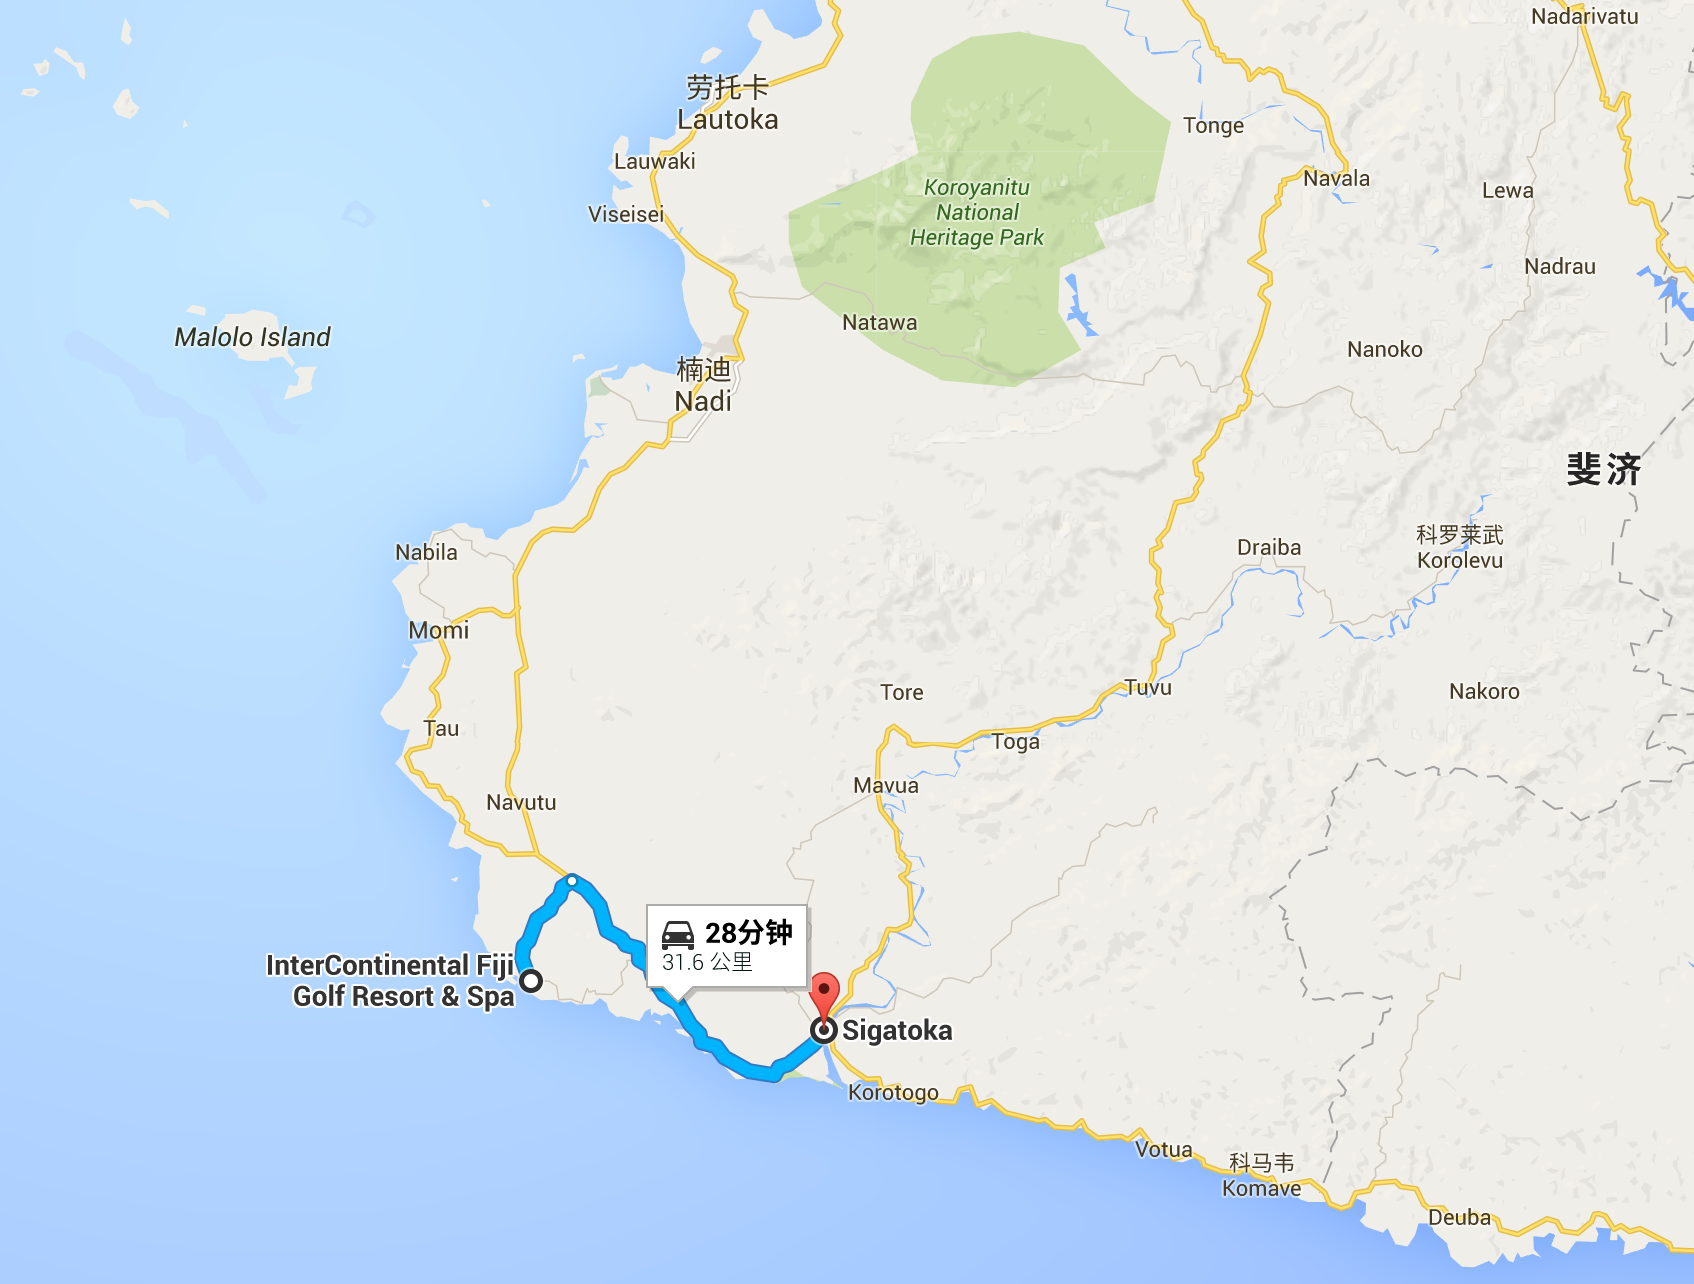 Nadarivatu
劳托卡
Lautoka
Tonge
Lauwaki
Navala
Koroyanitu
National
Heritage Park
Lewa
Viseisei
Nadrau
Malolo Island
Natawa
Nanoko
楠迪
Nadi
斐济
科罗莱武
Korolevu
Draiba
Nabila
Momi
Tuvu
Tore
Nakoro
Tau
Toga
Mavua
Navutu
28分钟
31.6 公里
InterContinental Fiji
Golf Resort & Spa
Sigatoka
Korotogo
Votua
科马韦
Komave
Deuba